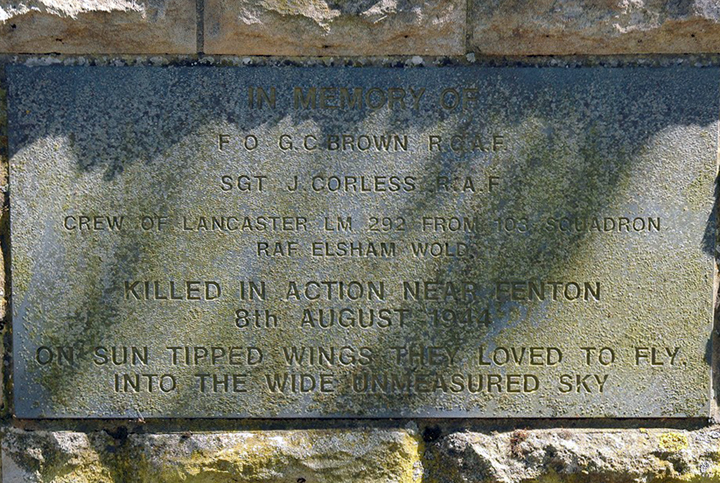 IN MEMORY OF
F O G.C.BROWN R.C.A.F.
SGT J.CORLESS R.A.F.
CREW OF LANCASTER LM 292 FROM 103 SQUADRON
RAF ELSHAM WOLD.
KILLED IN ACTION NEAR FENTON
8th AUGUST 1944
ON SUN TIPPED WINGS THEY LOVED TO FLY,
INTO THE WIDE UNMEASURED SKY